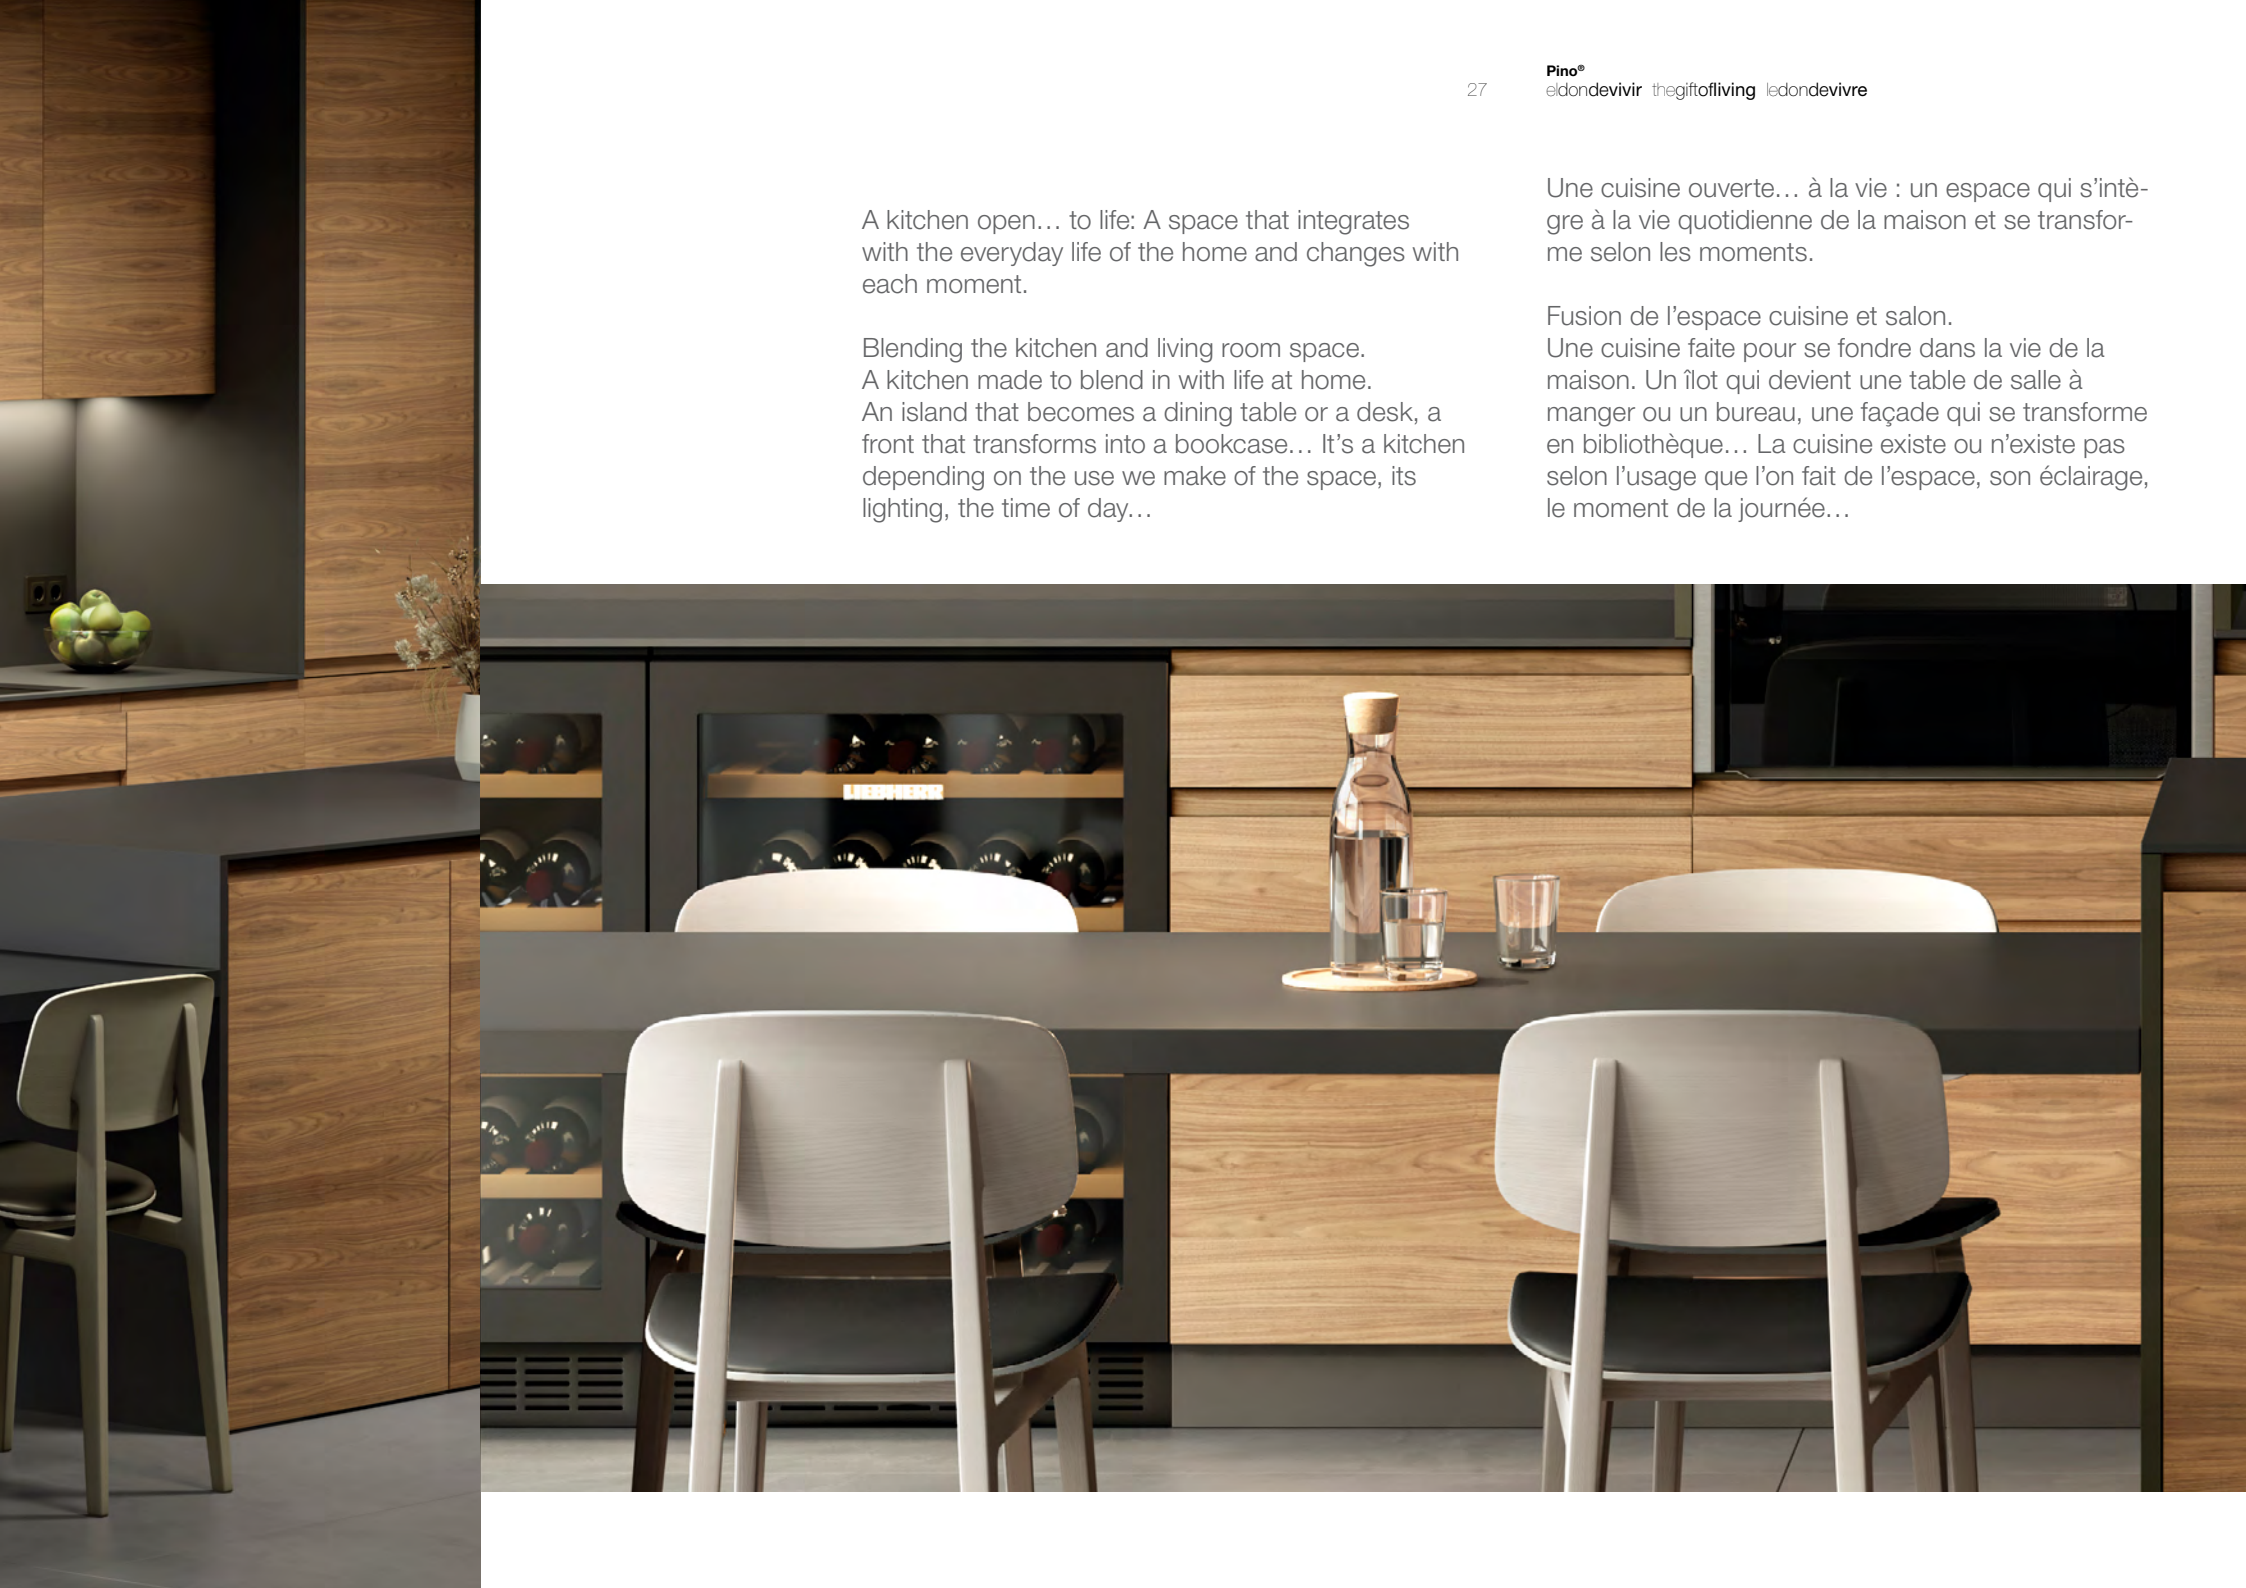 27
Pino®
eldondevivir thegiftofliving ledondevivre
A kitchen open… to life: A space that integrates
with the everyday life of the home and changes with
each moment.
Blending the kitchen and living room space.
A kitchen made to blend in with life at home.
An island that becomes a dining table or a desk, a
front that transforms into a bookcase… It’s a kitchen
depending on the use we make of the space, its
lighting, the time of day…
Une cuisine ouverte… à la vie : un espace qui s’intè-
gre à la vie quotidienne de la maison et se transfor-
me selon les moments.
Fusion de l’espace cuisine et salon.
Une cuisine faite pour se fondre dans la vie de la
maison. Un îlot qui devient une table de salle à
manger ou un bureau, une façade qui se transforme
en bibliothèque… La cuisine existe ou n’existe pas
selon l’usage que l’on fait de l’espace, son éclairage,
le moment de la journée…
LIEBHERR